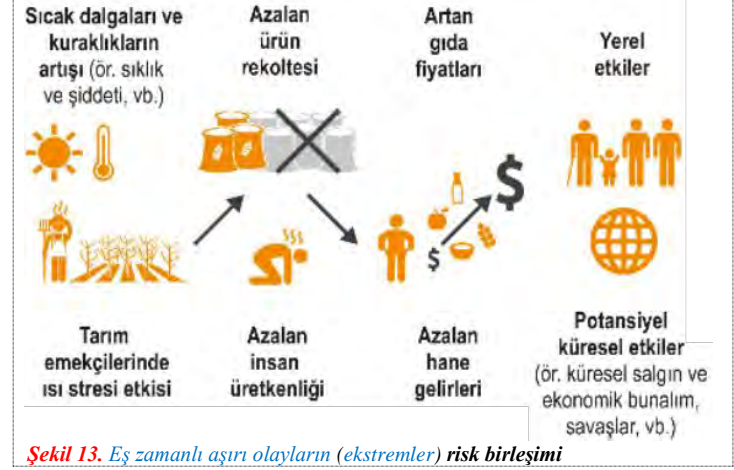 Sıcak dalgaları ve
kuraklıkların
artışı (ör. sıklık
ve şiddeti, vb.)
Azalan
ürün
rekoltesi
Artan
gıda
fiyatları
Yerel
etkiler
$
$
Tarım
emekçilerinde
ısı stresi etkisi
Azalan
insan
üretkenliği
Azalan
hane
gelirleri
Potansiyel
küresel etkiler
(ör. küresel salgın ve
ekonomik bunalım,
savaşlar, vb.)
Şekil 13. Eş zamanlı aşırı olayların (ekstremler) risk birleşimi